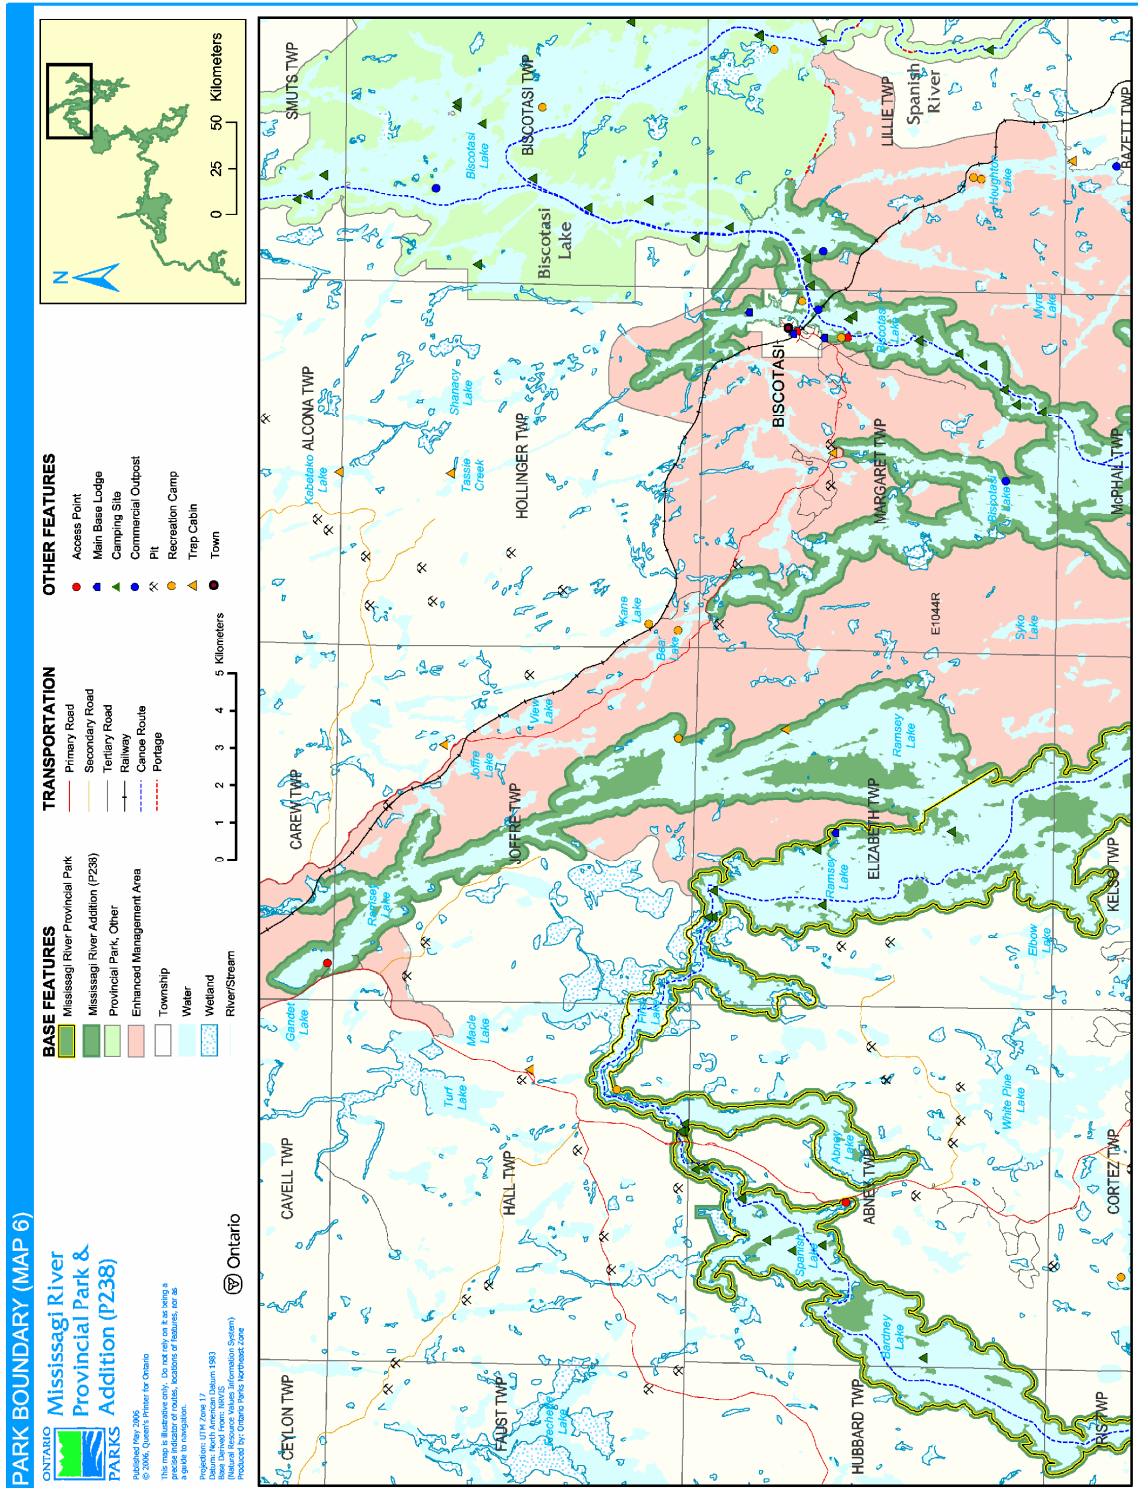 PARK BOUNDARY (MAP 6)
ONTARIO
PARKS
Mississagi River
Provincial Park &
Addition (P238)
Published May 2006
© 2006, Queen's Printer for Ontario
This map is illustrative only. Do not rely on it as being a
precise indicator of routes, locations of features, nor as
a guide to navigation.
Projection: UTM Zone 17
Datum: North American Datum 1983
Base Derived From: NRVIS
(Natural Resource Values Information System)
Produced by: Ontario Parks Northeast Zone
Ontario
BASE FEATURES
Mississagi River Provincial Park
Mississagi River Addition (P238)
Provincial Park, Other
Enhanced Management Area
Township
Water
Wetland
River/Stream
TRANSPORTATION
Primary Road
Secondary Road
Tertiary Road
Railway
Canoe Route
Portage
0 1 2 3 4 5 Kilometers
OTHER FEATURES
Access Point
Main Base Lodge
Camping Site
Commercial Outpost
Pit
Recreation Camp
Trap Cabin
Town
N
0 25 50 Kilometers
CEYLON TWP
CAVELL TWP
CAREW TWP
ALCONA TWP
SMUTS TWP
Gandet
Lake
Ramsey
Lake
Kabetako
Lake
Turf
Lake
Macle
Lake
Joffre
Lake
View
Lake
Shanacy
Lake
Tassie
Creek
Biscotasi
Lake
FAUST TWP
HALL TWP
JOFFRE TWP
HOLLINGER TWP
BISCOTASI TWP
Biscotasi
Lake
Kane
Lake
Bear
Lake
BISCOTASI
HUBBARD TWP
ABNEY TWP
ELIZABETH TWP
MARGARET TWP
LILLIE TWP
Spanish
River
Spanish
Lake
Bardney
Lake
Abney
Lake
Ramsey
Lake
Ramsey
Lake
Biscotasi
Lake
E1044R
White Pine
Lake
Elbow
Lake
Syko
Lake
Biscotasi
Lake
Myre
Lake
Houghton
Lake
IRIS TWP
CORTEZ TWP
KELSO TWP
McPHAIL TWP
BAZETT TWP